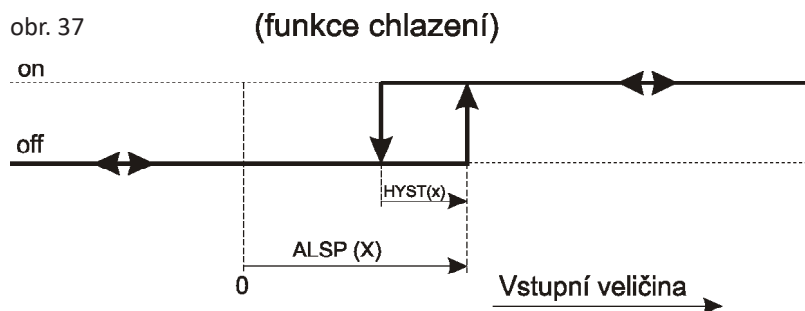 obr. 37
(funkce chlazení)
on
off
HYST(x)
ALSP (X)
0
Vstupní veličina